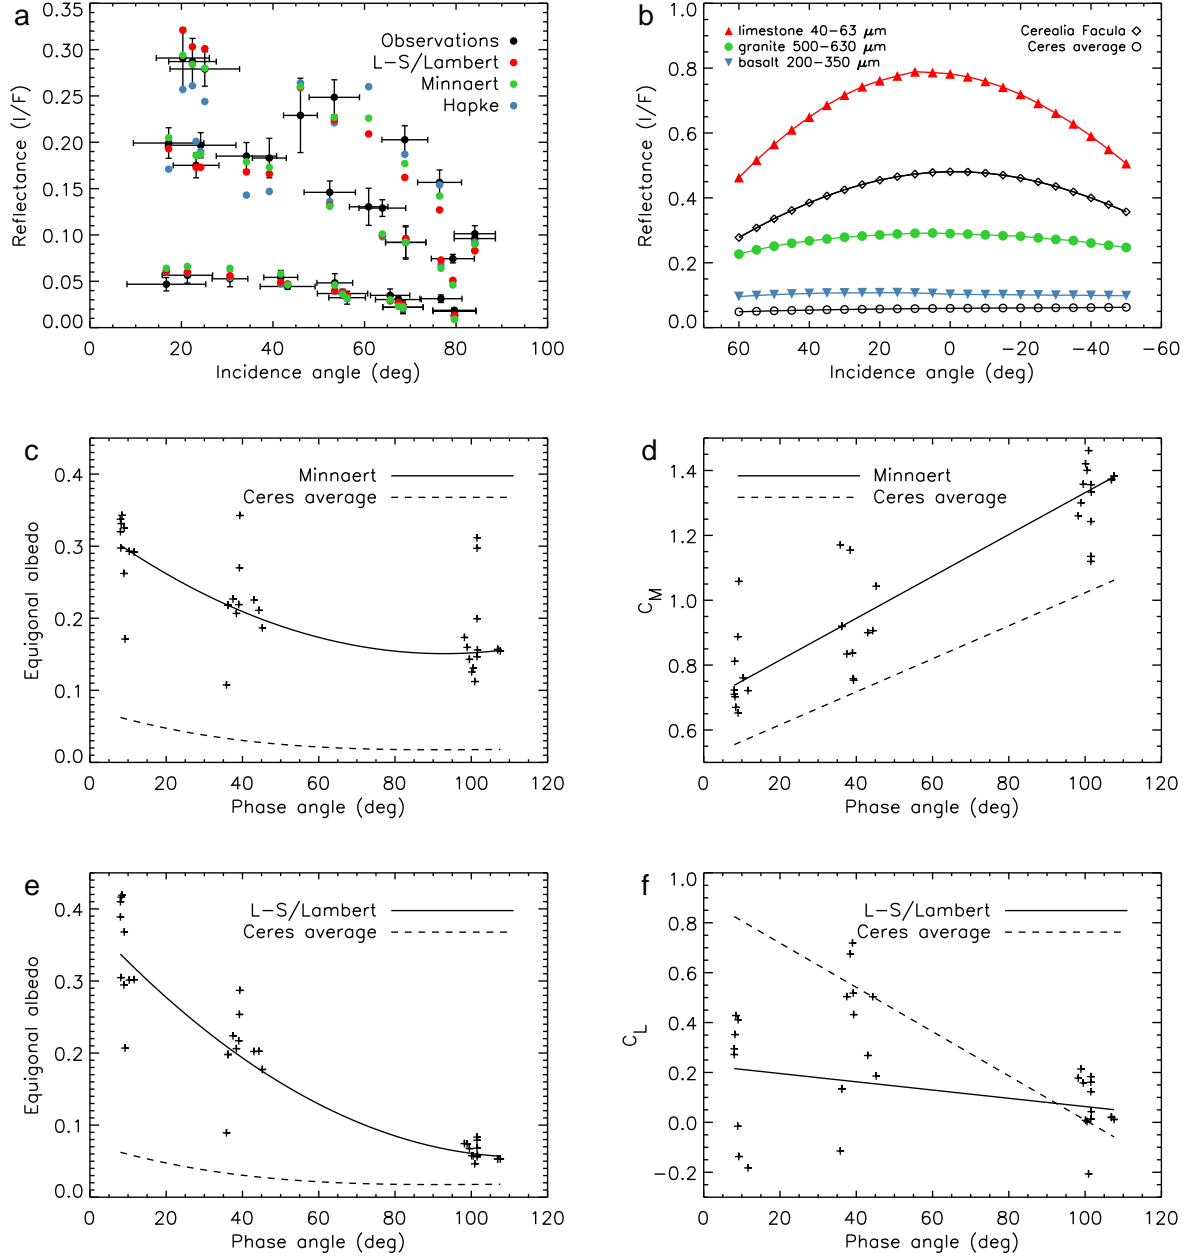 a
Observations
L-S/Lambert
Minnaert
Hapke
0.35
0.30
0.25
0.20
0.15
0.10
0.05
0.00
Reflectance (I/F)
0 20 40 60 80 100
Incidence angle (deg)
b
limestone 40-63 μm
granite 500-630 μm
basalt 200-350 μm
Cerealia Facula
Ceres average
1.0
0.8
0.6
0.4
0.2
0.0
Reflectance (I/F)
60 40 20 0 -20 -40 -60
Incidence angle (deg)
c
Minnaert
Ceres average
0.4
0.3
0.2
0.1
0.0
Equigonal albedo
0 20 40 60 80 100 120
Phase angle (deg)
d
Minnaert
Ceres average
1.4
1.2
1.0
0.8
0.6
C_M
0 20 40 60 80 100 120
Phase angle (deg)
e
L-S/Lambert
Ceres average
0.4
0.3
0.2
0.1
0.0
Equigonal albedo
0 20 40 60 80 100 120
Phase angle (deg)
f
L-S/Lambert
Ceres average
1.0
0.8
0.6
0.4
0.2
0.0
-0.2
C_L
0 20 40 60 80 100 120
Phase angle (deg)